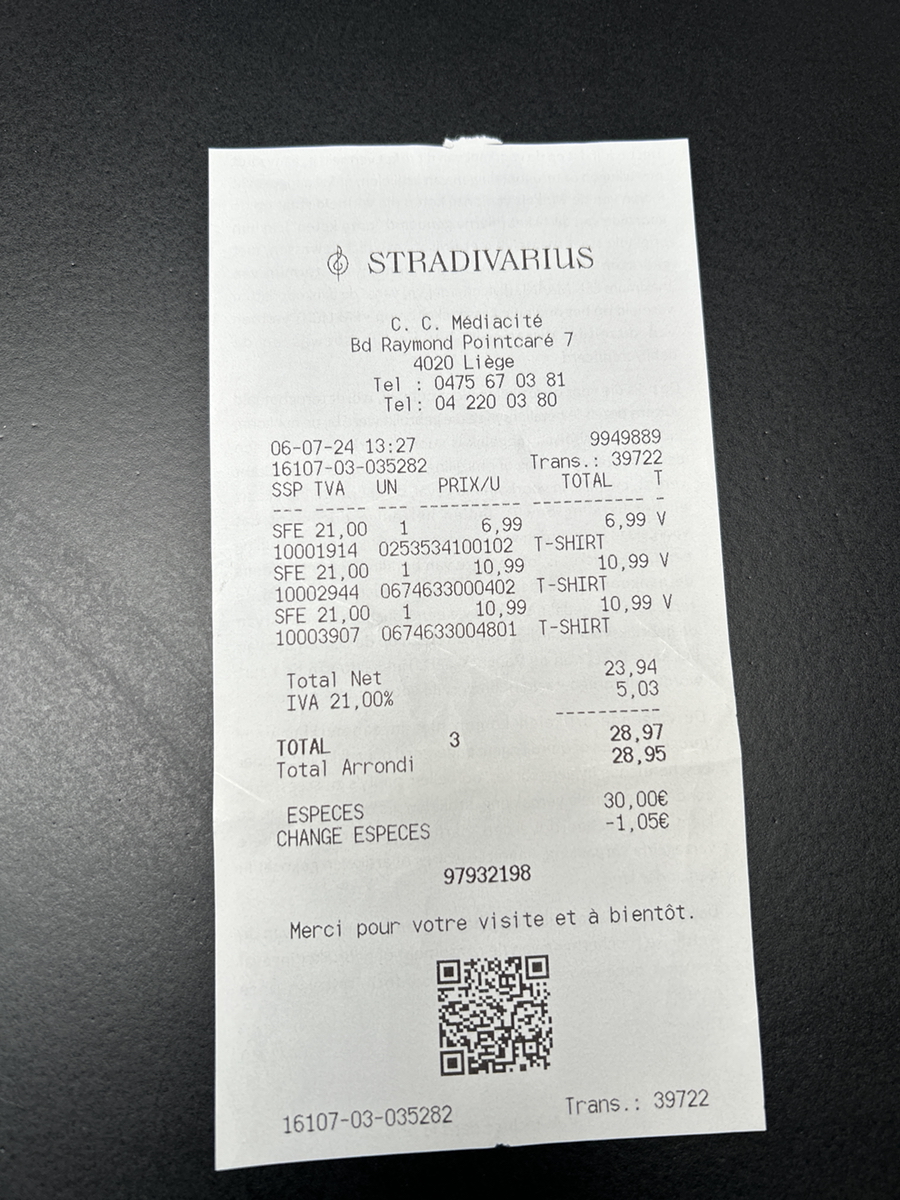 STRADIVARIUS
C. C. Médiacité
Bd Raymond Pointcaré 7
4020 Liège
Tel : 0475 67 03 81
Tel: 04 220 03 80
06-07-24 13:27 9949889
16107-03-035282 Trans.: 39722
SSP TVA UN PRIX/U TOTAL T
--- ----- --- ---------- ----------- -
SFE 21,00 1 6,99 6,99 V
10001914 0253534100102 T-SHIRT
SFE 21,00 1 10,99 10,99 V
10002944 0674633000402 T-SHIRT
SFE 21,00 1 10,99 10,99 V
10003907 0674633004801 T-SHIRT
Total Net 23,94
IVA 21,00% 5,03
----------
TOTAL 3 28,97
Total Arrondi 28,95
ESPECES 30,00€
CHANGE ESPECES -1,05€
97932198
Merci pour votre visite et à bientôt.
16107-03-035282 Trans.: 39722